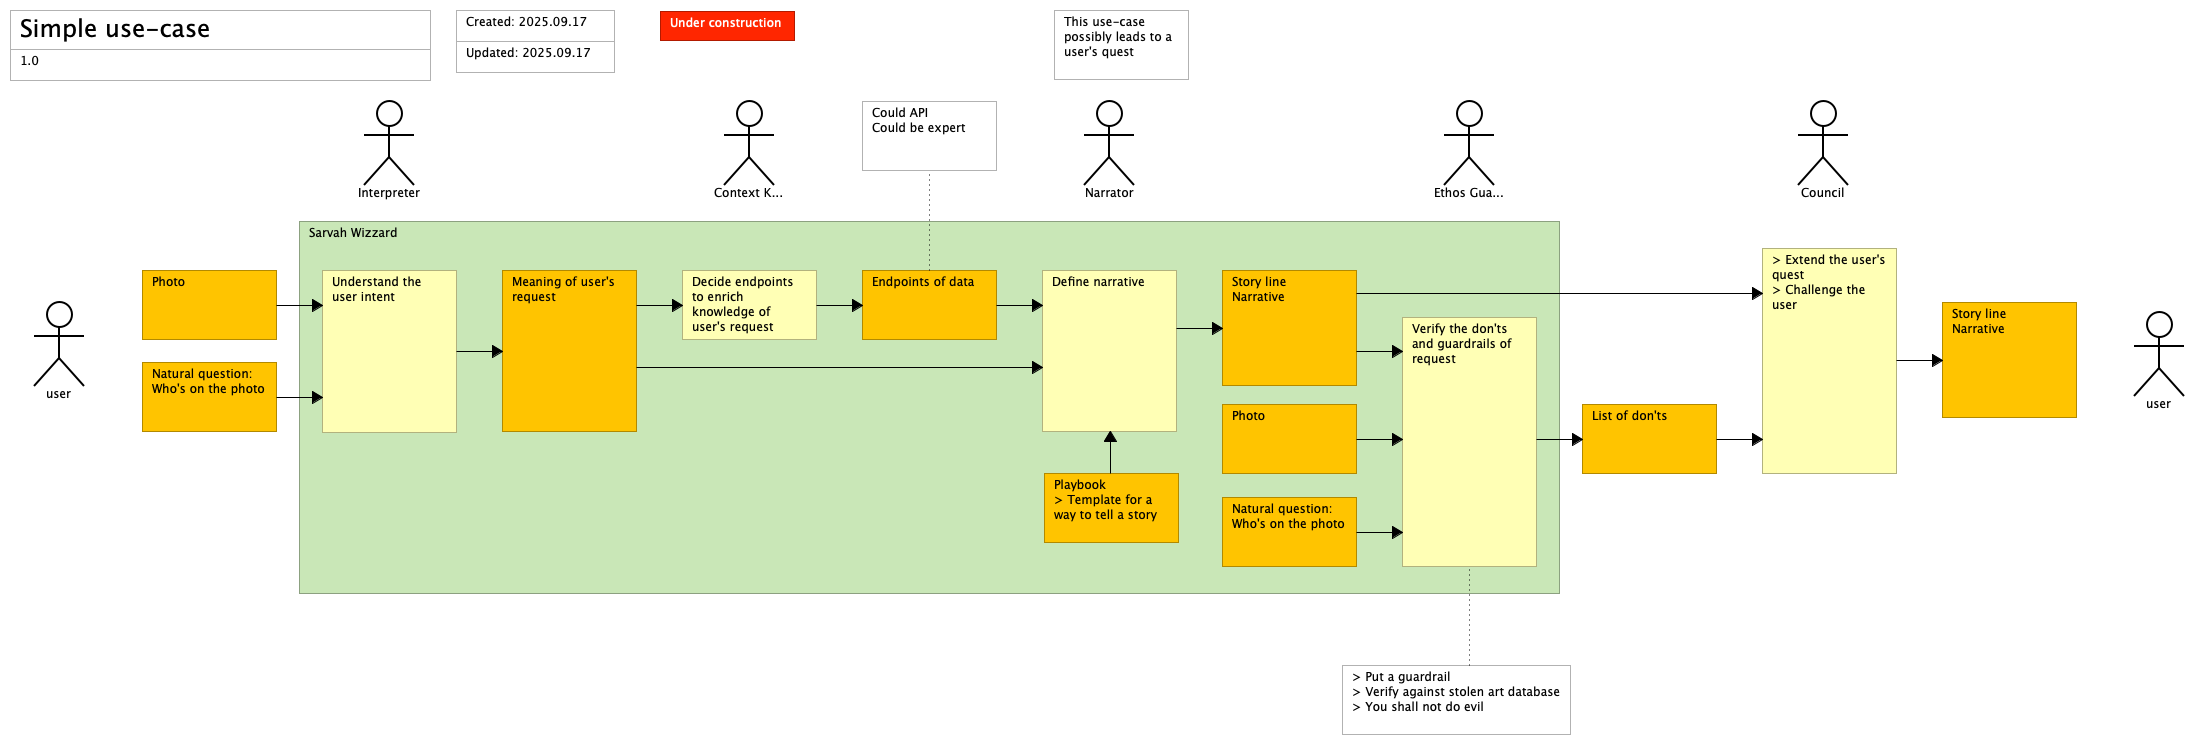 Simple use-case
1.0
Created: 2025.09.17
Updated: 2025.09.17
Under construction
This use-case
possibly leads to a
user's quest
Could API
Could be expert
Interpreter
Context K...
Narrator
Ethos Gua...
Council
Sarvah Wizzard
user
Photo
Natural question:
Who's on the photo
Understand the
user intent
Meaning of user's
request
Decide endpoints
to enrich
knowledge of
user's request
Endpoints of data
Define narrative
Playbook
> Template for a
way to tell a story
Story line
Narrative
Photo
Natural question:
Who's on the photo
Verify the don'ts
and guardrails of
request
List of don'ts
> Extend the user's
quest
> Challenge the
user
Story line
Narrative
user
> Put a guardrail
> Verify against stolen art database
> You shall not do evil